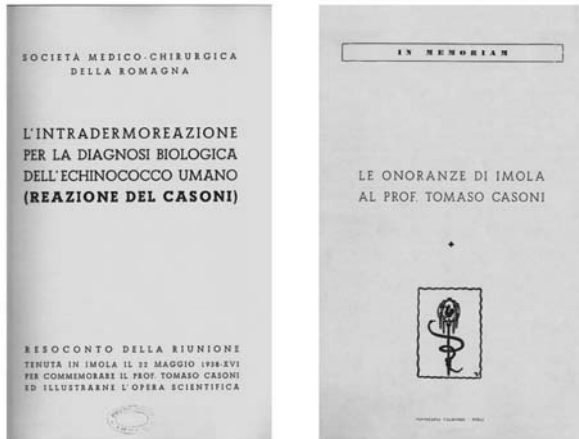 SOCIETÀ MEDICO-CHIRURGICA
DELLA ROMAGNA
L'INTRADERMOREAZIONE
PER LA DIAGNOSI BIOLOGICA
DELL'ECHINOCOCCO UMANO
(REAZIONE DEL CASONI)
RESOCONTO DELLA RIUNIONE
TENUTA IN IMOLA IL 22 MAGGIO 1938-XVI
PER COMMEMORARE IL PROF. TOMASO CASONI
ED ILLUSTRARNE L'OPERA SCIENTIFICA
IN MEMORIAM
LE ONORANZE DI IMOLA
AL PROF. TOMASO CASONI